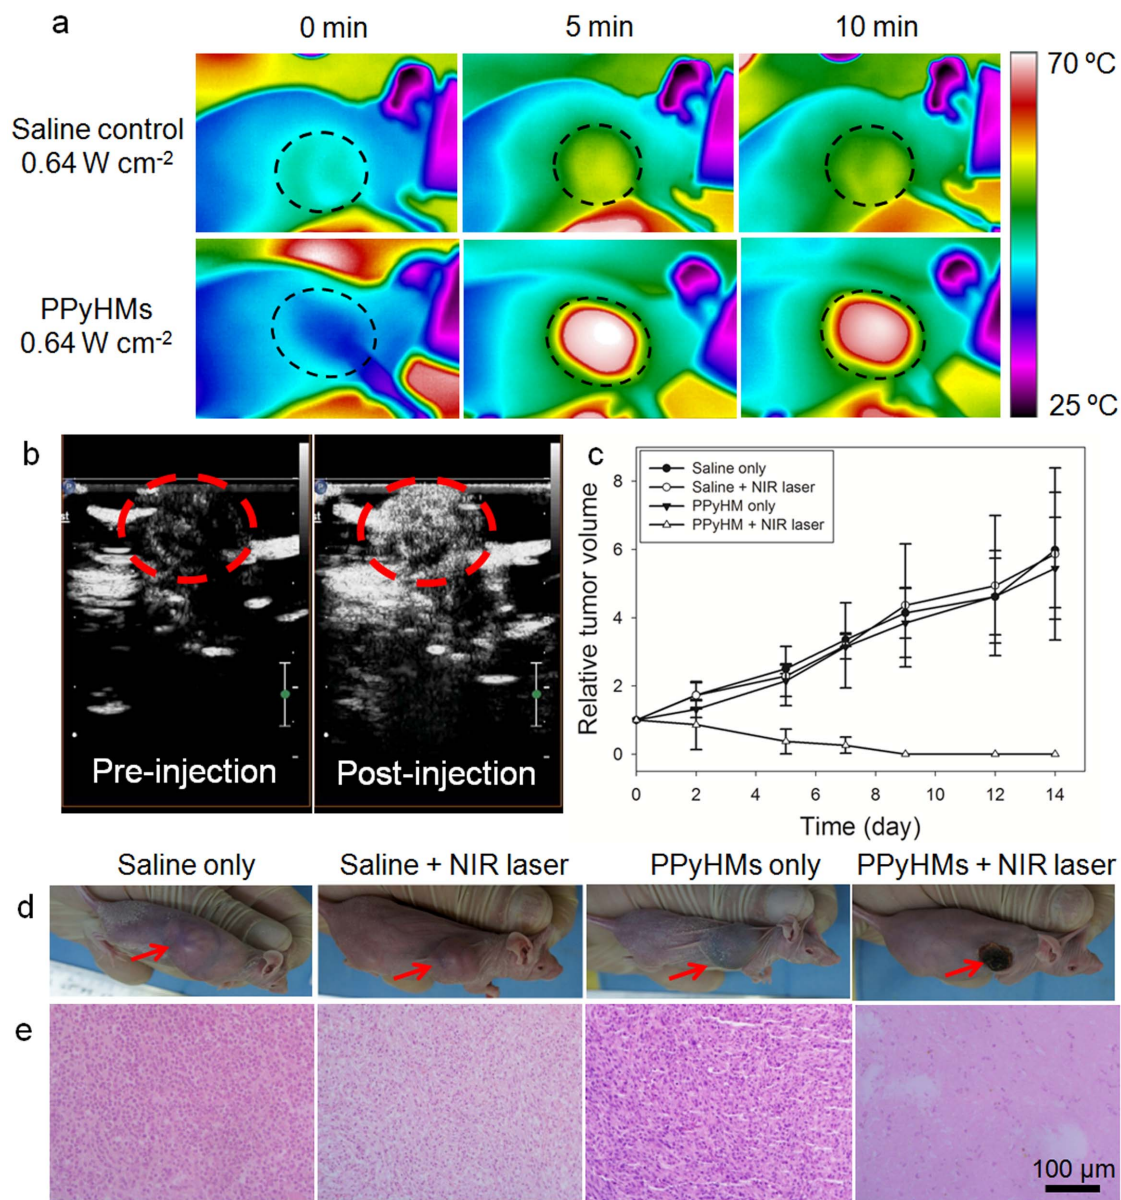 a
0 min
5 min
10 min
Saline control
0.64 W cm-2
70 ºC
PPyHMs
0.64 W cm-2
25 ºC
b
Pre-injection
Post-injection
c
Saline only
Saline + NIR laser
PPyHM only
PPyHM + NIR laser
Relative tumor volume
8
6
4
2
0
0 2 4 6 8 10 12 14
Time (day)
Saline only
Saline + NIR laser
PPyHMs only
PPyHMs + NIR laser
d
e
100 µm